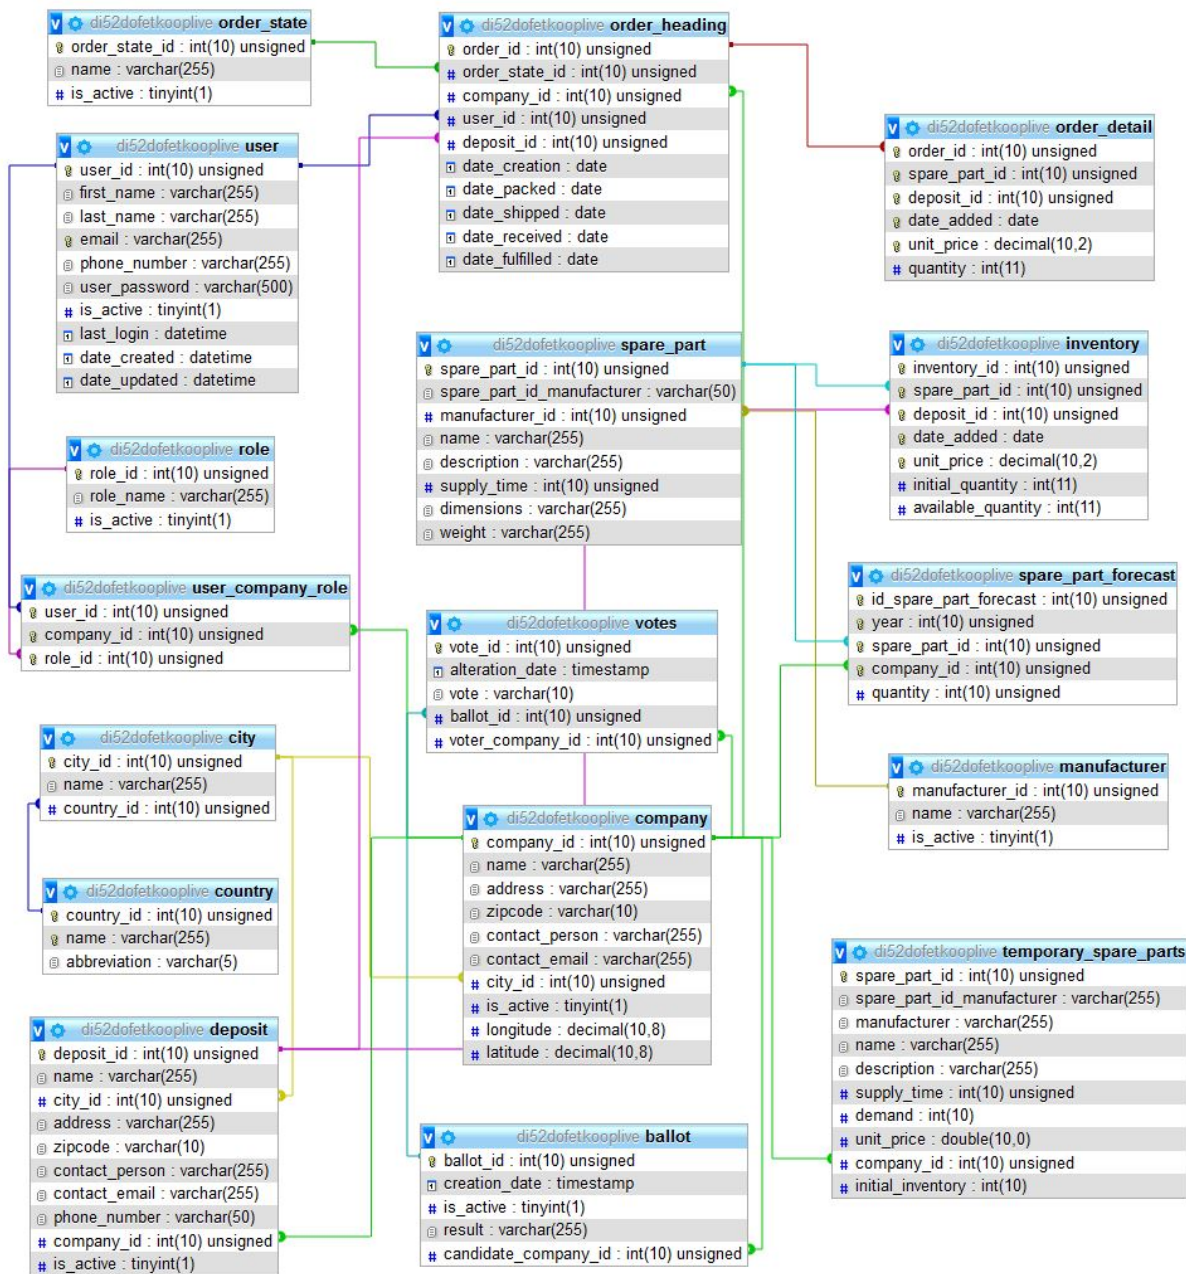 di52dofetkooplive order_state
order_state_id : int(10) unsigned
name : varchar(255)
is_active : tinyint(1)
di52dofetkooplive order_heading
order_id : int(10) unsigned
order_state_id : int(10) unsigned
company_id : int(10) unsigned
user_id : int(10) unsigned
deposit_id : int(10) unsigned
date_creation : date
date_packed : date
date_shipped : date
date_received : date
date_fulfilled : date
di52dofetkooplive order_detail
order_id : int(10) unsigned
spare_part_id : int(10) unsigned
deposit_id : int(10) unsigned
date_added : date
unit_price : decimal(10,2)
quantity : int(11)
di52dofetkooplive user
user_id : int(10) unsigned
first_name : varchar(255)
last_name : varchar(255)
email : varchar(255)
phone_number : varchar(255)
user_password : varchar(500)
is_active : tinyint(1)
last_login : datetime
date_created : datetime
date_updated : datetime
di52dofetkooplive spare_part
spare_part_id : int(10) unsigned
spare_part_id_manufacturer : varchar(50)
manufacturer_id : int(10) unsigned
name : varchar(255)
description : varchar(255)
supply_time : int(10) unsigned
dimensions : varchar(255)
weight : varchar(255)
di52dofetkooplive inventory
inventory_id : int(10) unsigned
spare_part_id : int(10) unsigned
deposit_id : int(10) unsigned
date_added : date
unit_price : decimal(10,2)
initial_quantity : int(11)
available_quantity : int(11)
di52dofetkooplive role
role_id : int(10) unsigned
role_name : varchar(255)
is_active : tinyint(1)
di52dofetkooplive user_company_role
user_id : int(10) unsigned
company_id : int(10) unsigned
role_id : int(10) unsigned
di52dofetkooplive votes
vote_id : int(10) unsigned
alteration_date : timestamp
vote : varchar(10)
ballot_id : int(10) unsigned
voter_company_id : int(10) unsigned
di52dofetkooplive spare_part_forecast
id_spare_part_forecast : int(10) unsigned
year : int(10) unsigned
spare_part_id : int(10) unsigned
company_id : int(10) unsigned
quantity : int(10) unsigned
di52dofetkooplive city
city_id : int(10) unsigned
name : varchar(255)
country_id : int(10) unsigned
di52dofetkooplive company
company_id : int(10) unsigned
name : varchar(255)
address : varchar(255)
zipcode : varchar(10)
contact_person : varchar(255)
contact_email : varchar(255)
city_id : int(10) unsigned
is_active : tinyint(1)
longitude : decimal(10,8)
latitude : decimal(10,8)
di52dofetkooplive manufacturer
manufacturer_id : int(10) unsigned
name : varchar(255)
is_active : tinyint(1)
di52dofetkooplive country
country_id : int(10) unsigned
name : varchar(255)
abbreviation : varchar(5)
di52dofetkooplive temporary_spare_parts
spare_part_id : int(10) unsigned
spare_part_id_manufacturer : varchar(255)
manufacturer : varchar(255)
name : varchar(255)
description : varchar(255)
supply_time : int(10) unsigned
demand : int(10)
unit_price : double(10,0)
company_id : int(10) unsigned
initial_inventory : int(10)
di52dofetkooplive deposit
deposit_id : int(10) unsigned
name : varchar(255)
city_id : int(10) unsigned
address : varchar(255)
zipcode : varchar(10)
contact_person : varchar(255)
contact_email : varchar(255)
phone_number : varchar(50)
company_id : int(10) unsigned
is_active : tinyint(1)
di52dofetkooplive ballot
ballot_id : int(10) unsigned
creation_date : timestamp
is_active : tinyint(1)
result : varchar(255)
candidate_company_id : int(10) unsigned